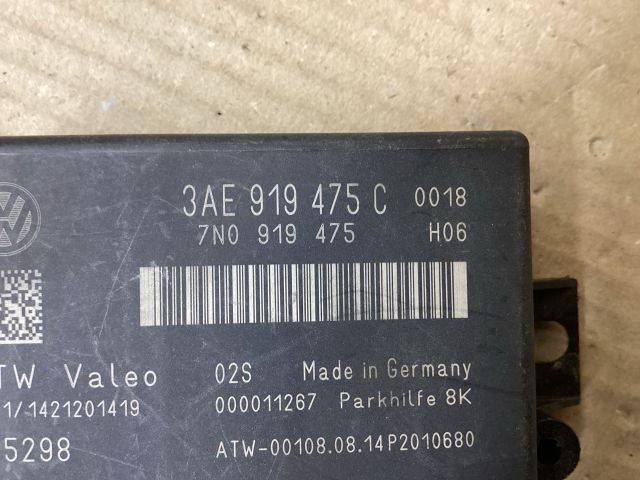 3AE 919 475 C 0018
7N0 919 475 H06
TW Valeo 02S Made in Germany
1/1421201419 000011267 Parkhilfe 8K
5298 ATW-00108.08.14P2010680